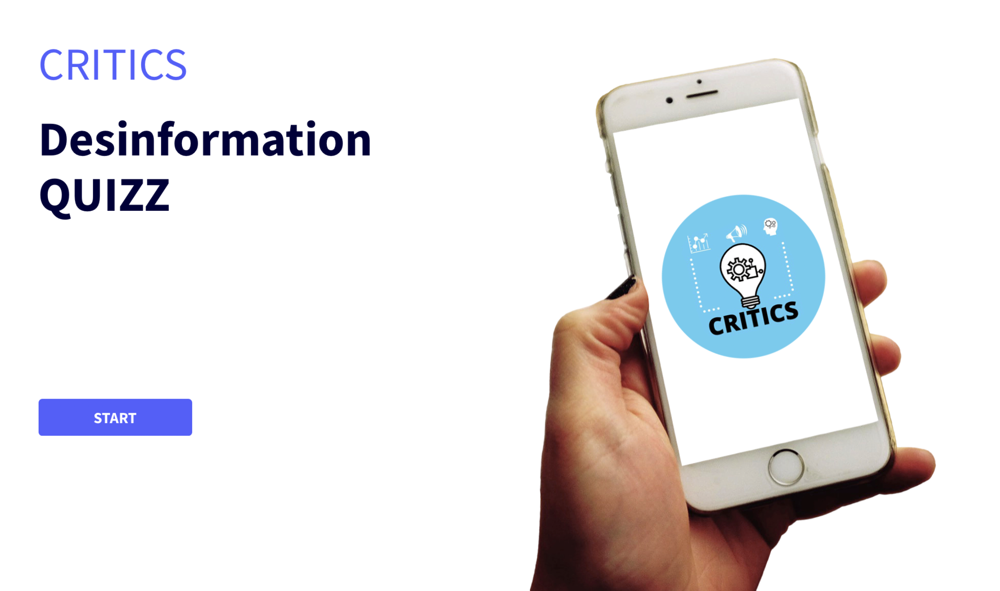 CRITICS
Desinformation
QUIZZ
START
CRITICS